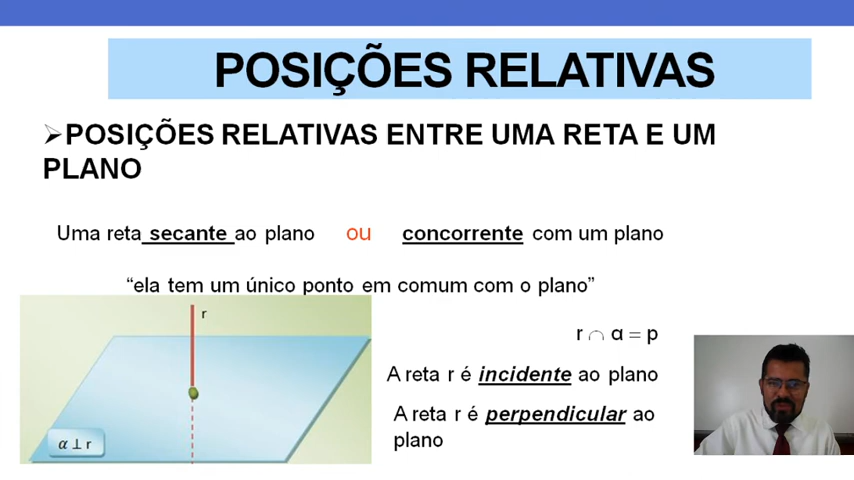 POSIÇÕES RELATIVAS
➢POSIÇÕES RELATIVAS ENTRE UMA RETA E UM
PLANO
Uma reta secante ao plano ou concorrente com um plano
“ela tem um único ponto em comum com o plano”
r
r ∩ α = p
A reta r é incidente ao plano
A reta r é perpendicular ao
plano
α ⊥ r